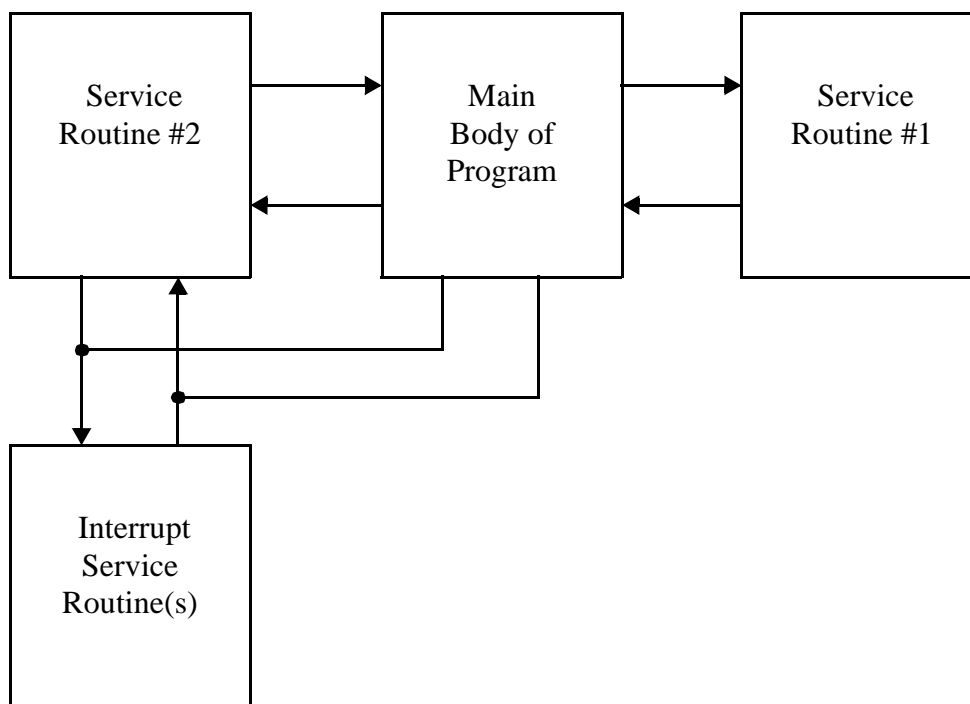 Service
Routine #2
Main
Body of
Program
Service
Routine #1
Interrupt
Service
Routine(s)